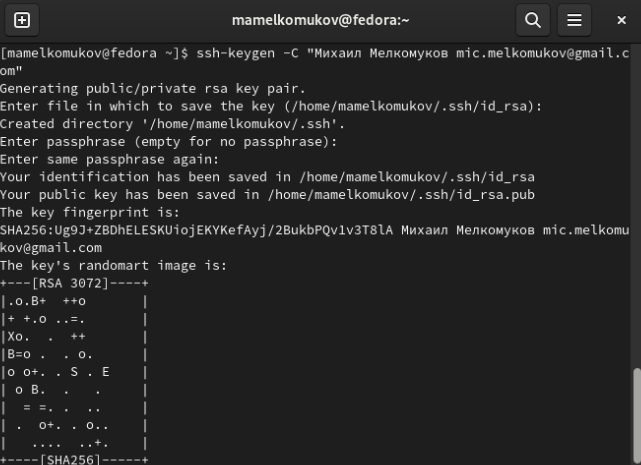 mamelkomukov@fedora:~
[mamelkomukov@fedora ~]$ ssh-keygen -C "Михаил Мелкомуков mic.melkomukov@gmail.c
om"
Generating public/private rsa key pair.
Enter file in which to save the key (/home/mamelkomukov/.ssh/id_rsa):
Created directory '/home/mamelkomukov/.ssh'.
Enter passphrase (empty for no passphrase):
Enter same passphrase again:
Your identification has been saved in /home/mamelkomukov/.ssh/id_rsa
Your public key has been saved in /home/mamelkomukov/.ssh/id_rsa.pub
The key fingerprint is:
SHA256:Ug9J+ZBDhELESKUiojEKYKefAyj/2BukbPQv1v3T8lA Михаил Мелкомуков mic.melkomu
kov@gmail.com
The key's randomart image is:
+---[RSA 3072]----+
|.o.B+  ++o       |
|+ +.o ..=.       |
|Xo.  .  ++       |
|B=o .  . o.      |
|o o+. . S . E    |
| o B.  .   .     |
|  = =. .  ..     |
| .  o+. . o..    |
|   ....  ..+.    |
+----[SHA256]-----+